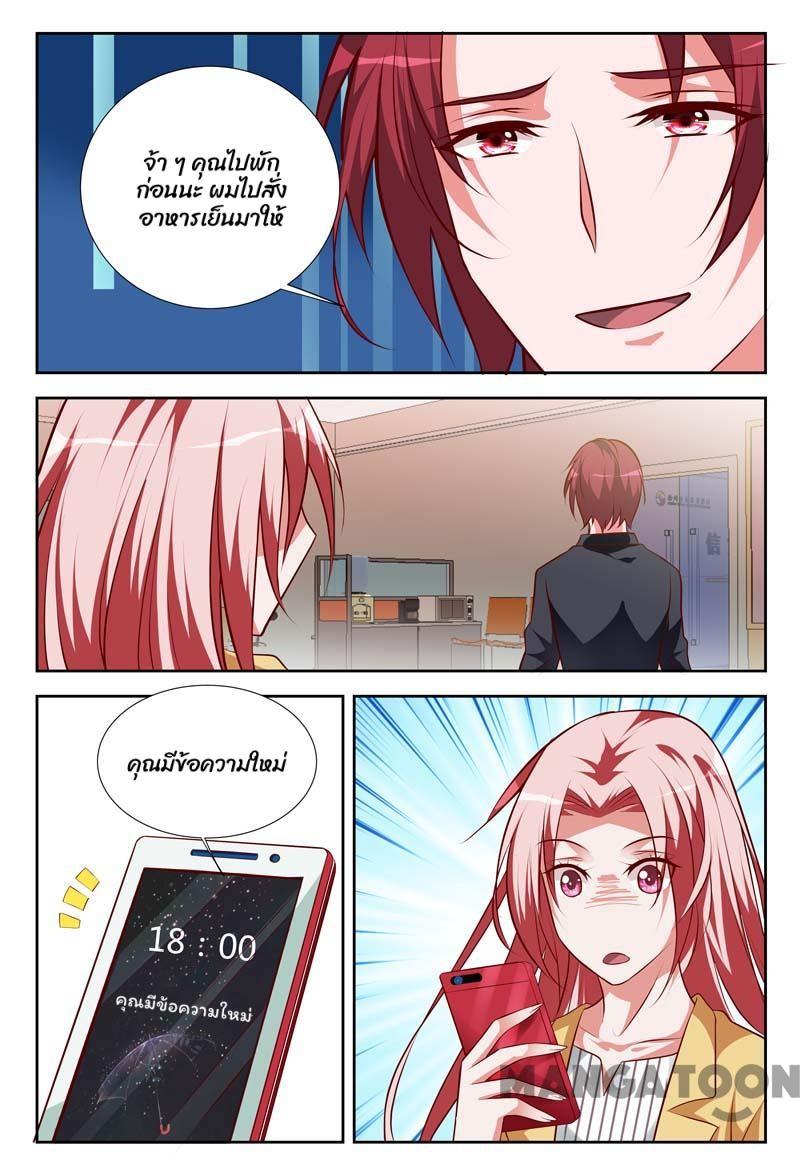 จ้า ๆ คุณไปพัก
ก่อนนะ ผมไปสั่ง
อาหารเย็นมาให้
信
คุณมีข้อความใหม่
18 : 00
คุณมีข้อความใหม่
MANGATOON